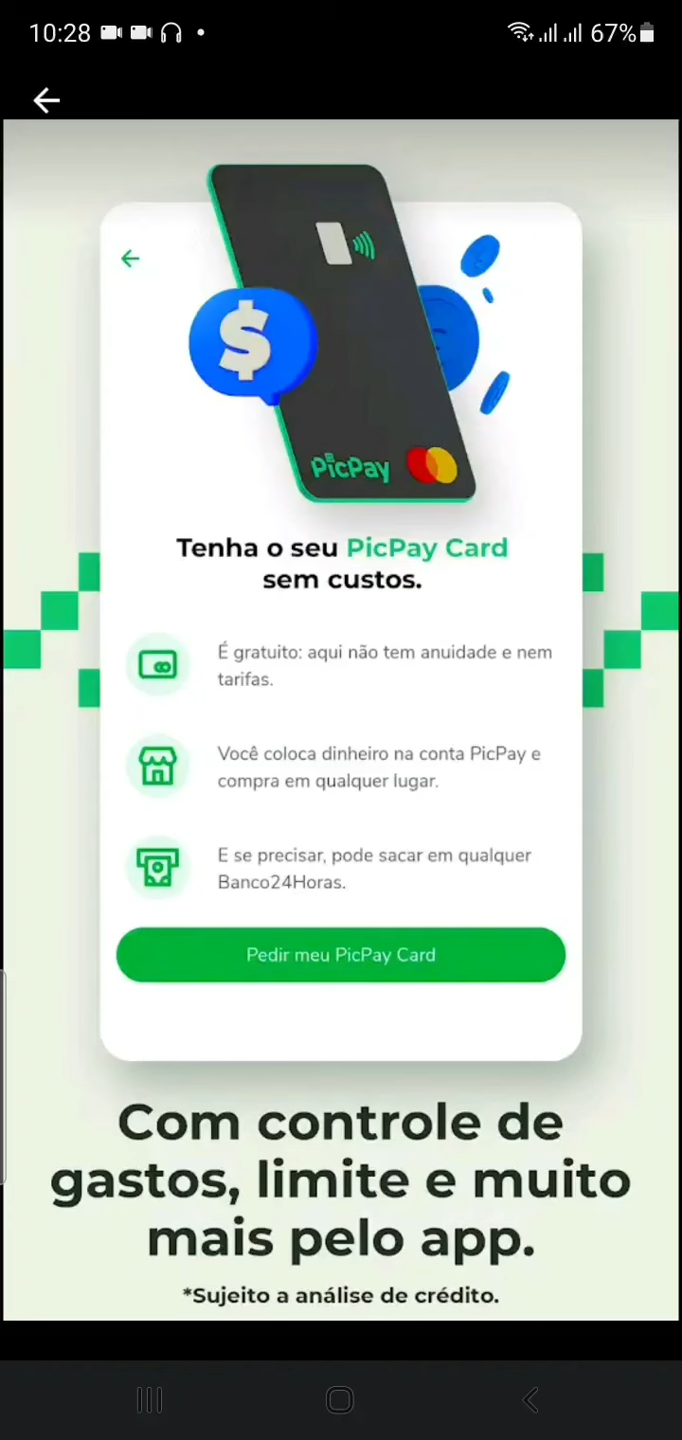 10:28
67%
$
PicPay
Tenha o seu PicPay Card
sem custos.
É gratuito: aqui não tem anuidade e nem
tarifas.
Você coloca dinheiro na conta PicPay e
compra em qualquer lugar.
E se precisar, pode sacar em qualquer
Banco24Horas.
Pedir meu PicPay Card
Com controle de
gastos, limite e muito
mais pelo app.
*Sujeito a análise de crédito.